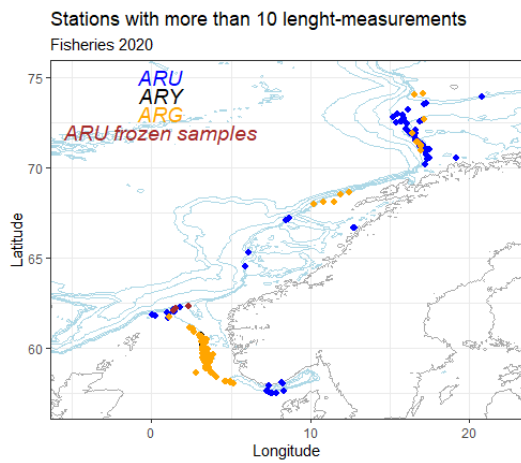 Stations with more than 10 lenght-measurements
Fisheries 2020
75
ARU
ARY
ARG
ARU frozen samples
70
Latitude
65
60
0
10
20
Longitude